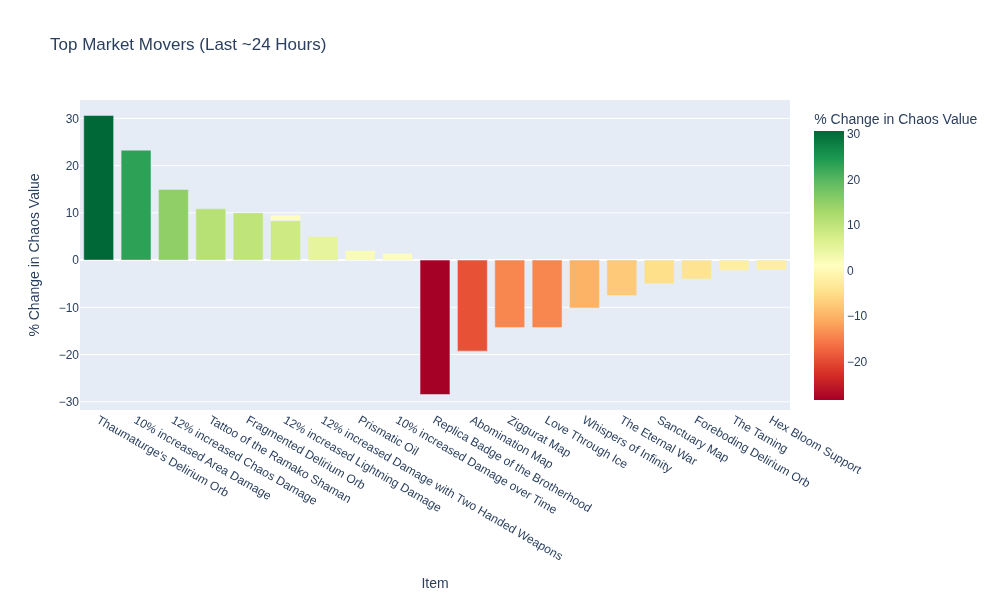 Top Market Movers (Last ~24 Hours)
% Change in Chaos Value
30
20
10
0
−10
−20
−30
Thaumaturge's Delirium Orb
10% increased Area Damage
12% increased Chaos Damage
Tattoo of the Ramako Shaman
Fragmented Delirium Orb
12% increased Lightning Damage
12% increased Damage with Two Handed Weapons
Prismatic Oil
10% increased Damage over Time
Replica Badge of the Brotherhood
Abomination Map
Ziggurat Map
Love Through Ice
Whispers of Infinity
The Eternal War
Sanctuary Map
Foreboding Delirium Orb
The Taming
Hex Bloom Support
Item
% Change in Chaos Value
30
20
10
0
−10
−20